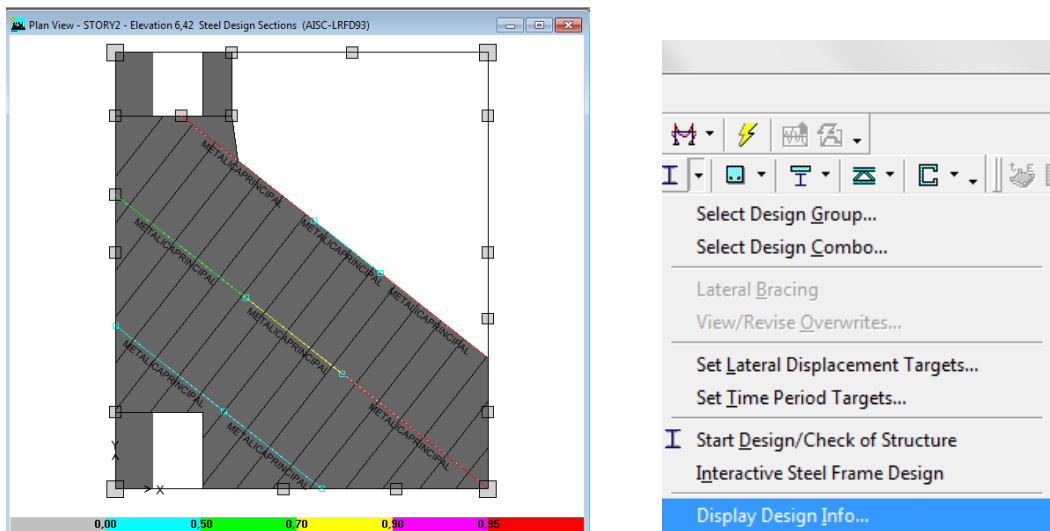 Plan View - STORY2 - Elevation 6,42 Steel Design Sections (AISC-LRFD93)
METALICAPRINCIPAL
METALICAPRINCIPAL
METALICAPRINCIPAL
METALICAPRINCIPAL
METALICAPRINCIPAL
METALICAPRINCIPAL
METALICAPRINCIPAL
METALICAPRINCIPAL
Y
X
0,00 0,50 0,70 0,90 0,95
Select Design Group...
Select Design Combo...
Lateral Bracing
View/Revise Overwrites...
Set Lateral Displacement Targets...
Set Time Period Targets...
Start Design/Check of Structure
Interactive Steel Frame Design
Display Design Info...